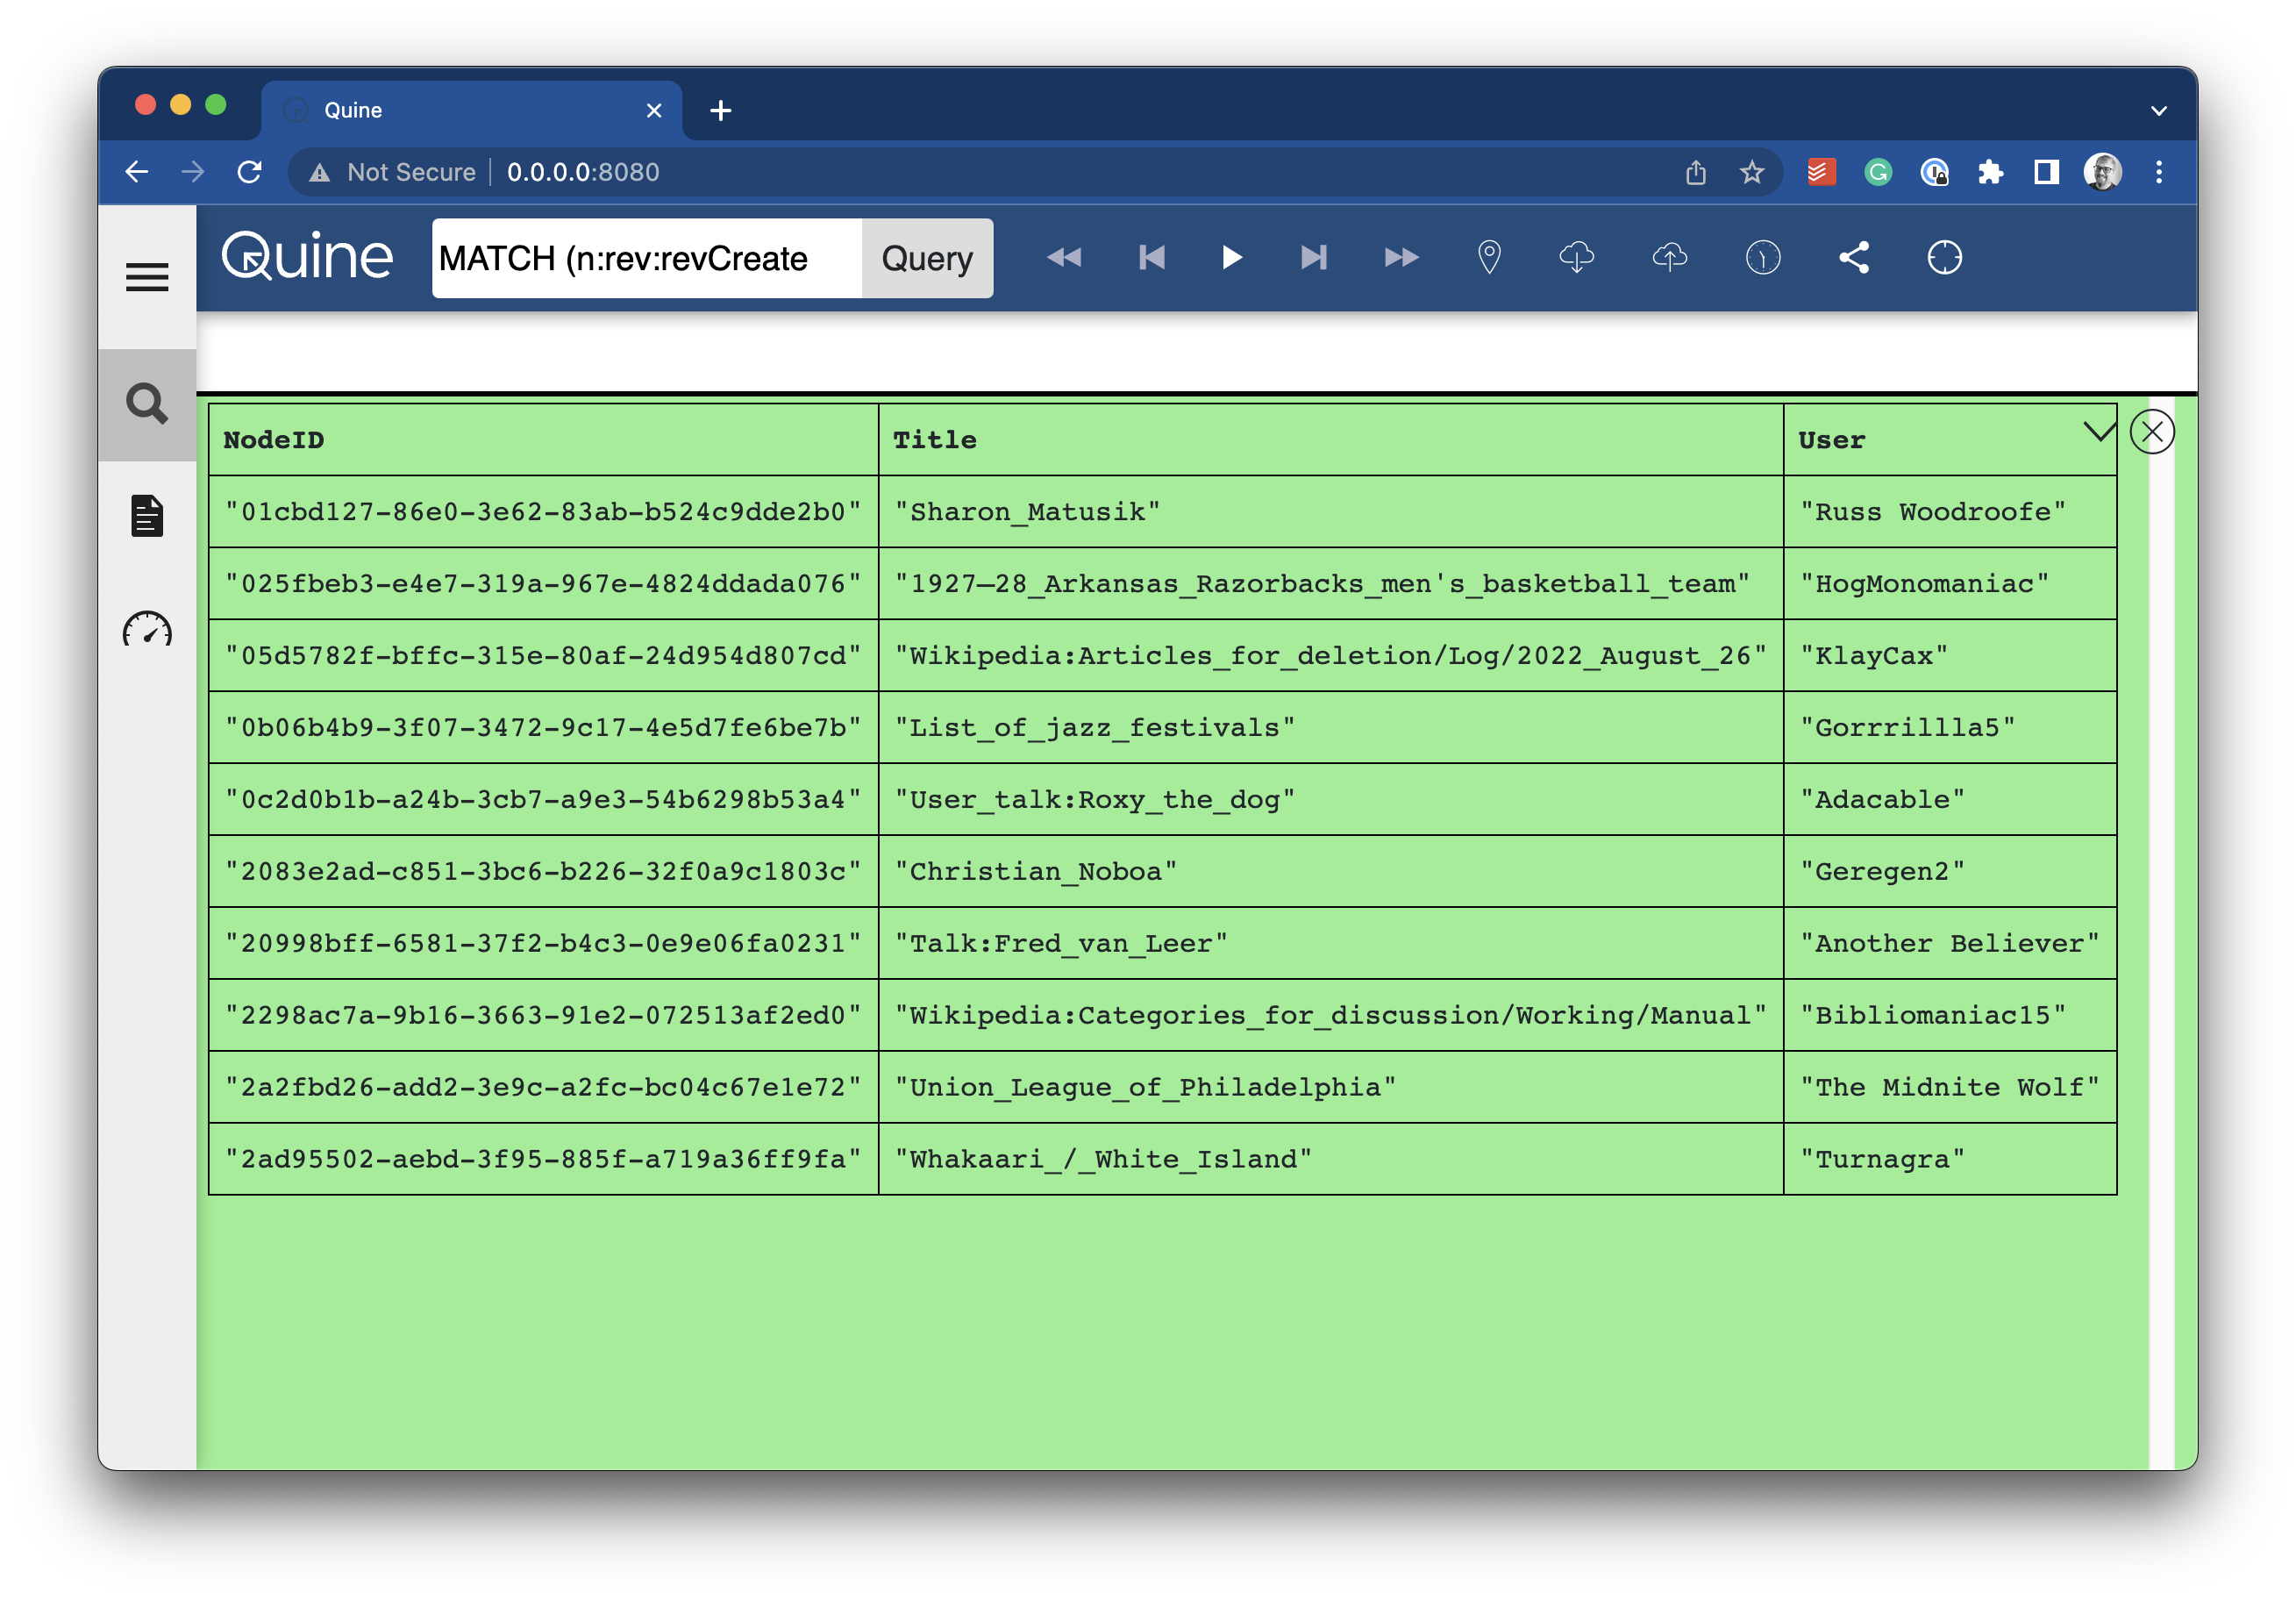 Quine
Not Secure 0.0.0.0:8080
Quine MATCH (n:rev:revCreate Query
NodeID Title User
"01cbd127-86e0-3e62-83ab-b524c9dde2b0" "Sharon_Matusik" "Russ Woodroofe"
"025fbeb3-e4e7-319a-967e-4824ddada076" "1927–28_Arkansas_Razorbacks_men's_basketball_team" "HogMonomaniac"
"05d5782f-bffc-315e-80af-24d954d807cd" "Wikipedia:Articles_for_deletion/Log/2022_August_26" "KlayCax"
"0b06b4b9-3f07-3472-9c17-4e5d7fe6be7b" "List_of_jazz_festivals" "Gorrrillla5"
"0c2d0b1b-a24b-3cb7-a9e3-54b6298b53a4" "User_talk:Roxy_the_dog" "Adacable"
"2083e2ad-c851-3bc6-b226-32f0a9c1803c" "Christian_Noboa" "Geregen2"
"20998bff-6581-37f2-b4c3-0e9e06fa0231" "Talk:Fred_van_Leer" "Another Believer"
"2298ac7a-9b16-3663-91e2-072513af2ed0" "Wikipedia:Categories_for_discussion/Working/Manual" "Bibliomaniac15"
"2a2fbd26-add2-3e9c-a2fc-bc04c67e1e72" "Union_League_of_Philadelphia" "The Midnite Wolf"
"2ad95502-aebd-3f95-885f-a719a36ff9fa" "Whakaari_/_White_Island" "Turnagra"